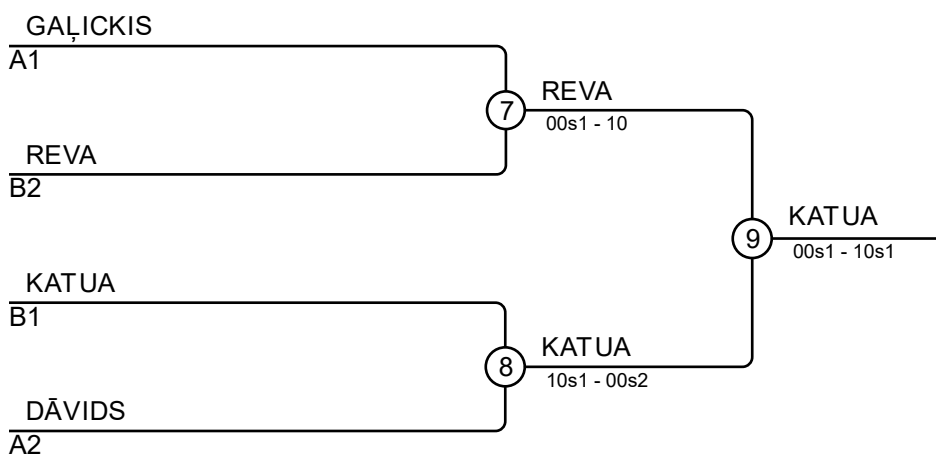 GAĻICKIS
A1
7
REVA
00s1 - 10
REVA
B2
9
KATUA
00s1 - 10s1
KATUA
B1
8
KATUA
10s1 - 00s2
DĀVIDS
A2